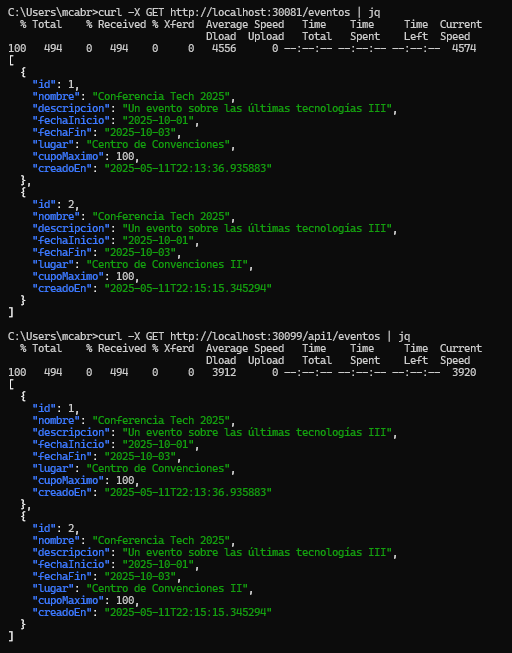 C:\Users\mcabr>curl -X GET http://localhost:30081/eventos | jq
  % Total    % Received % Xferd  Average Speed   Time    Time     Time  Current
                                 Dload  Upload   Total   Spent    Left  Speed
100   494    0   494    0     0   4556      0 --:--:-- --:--:-- --:--:--  4574
[
  {
    "id": 1,
    "nombre": "Conferencia Tech 2025",
    "descripcion": "Un evento sobre las últimas tecnologías III",
    "fechaInicio": "2025-10-01",
    "fechaFin": "2025-10-03",
    "lugar": "Centro de Convenciones",
    "cupoMaximo": 100,
    "creadoEn": "2025-05-11T22:13:36.935883"
  },
  {
    "id": 2,
    "nombre": "Conferencia Tech 2025",
    "descripcion": "Un evento sobre las últimas tecnologías III",
    "fechaInicio": "2025-10-01",
    "fechaFin": "2025-10-03",
    "lugar": "Centro de Convenciones II",
    "cupoMaximo": 100,
    "creadoEn": "2025-05-11T22:15:15.345294"
  }
]
C:\Users\mcabr>curl -X GET http://localhost:30099/api1/eventos | jq
  % Total    % Received % Xferd  Average Speed   Time    Time     Time  Current
                                 Dload  Upload   Total   Spent    Left  Speed
100   494    0   494    0     0   3912      0 --:--:-- --:--:-- --:--:--  3920
[
  {
    "id": 1,
    "nombre": "Conferencia Tech 2025",
    "descripcion": "Un evento sobre las últimas tecnologías III",
    "fechaInicio": "2025-10-01",
    "fechaFin": "2025-10-03",
    "lugar": "Centro de Convenciones",
    "cupoMaximo": 100,
    "creadoEn": "2025-05-11T22:13:36.935883"
  },
  {
    "id": 2,
    "nombre": "Conferencia Tech 2025",
    "descripcion": "Un evento sobre las últimas tecnologías III",
    "fechaInicio": "2025-10-01",
    "fechaFin": "2025-10-03",
    "lugar": "Centro de Convenciones II",
    "cupoMaximo": 100,
    "creadoEn": "2025-05-11T22:15:15.345294"
  }
]